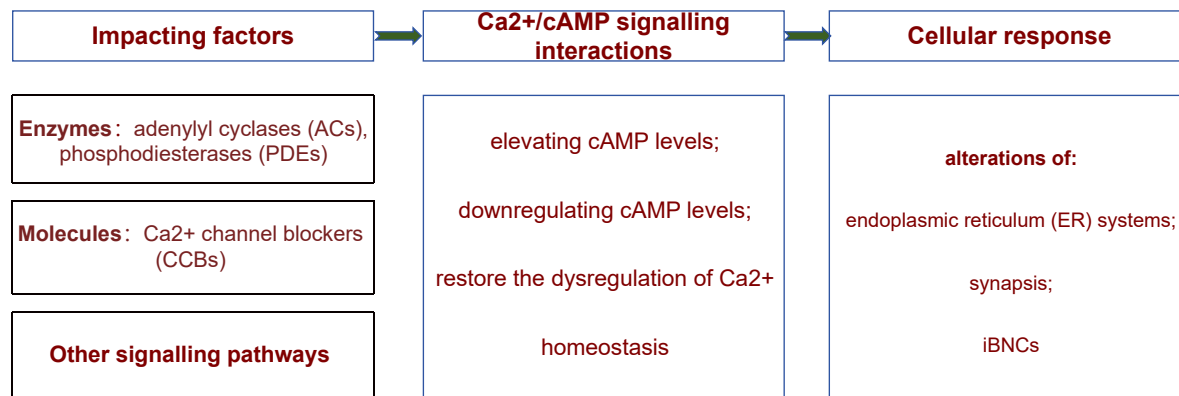 Impacting factors
Ca2+/cAMP signalling
interactions
Cellular response
Enzymes： adenylyl cyclases (ACs),
phosphodiesterases (PDEs)
Molecules： Ca2+ channel blockers
(CCBs)
Other signalling pathways
elevating cAMP levels;
downregulating cAMP levels;
restore the dysregulation of Ca2+
homeostasis
alterations of:
endoplasmic reticulum (ER) systems;
synapsis;
iBNCs